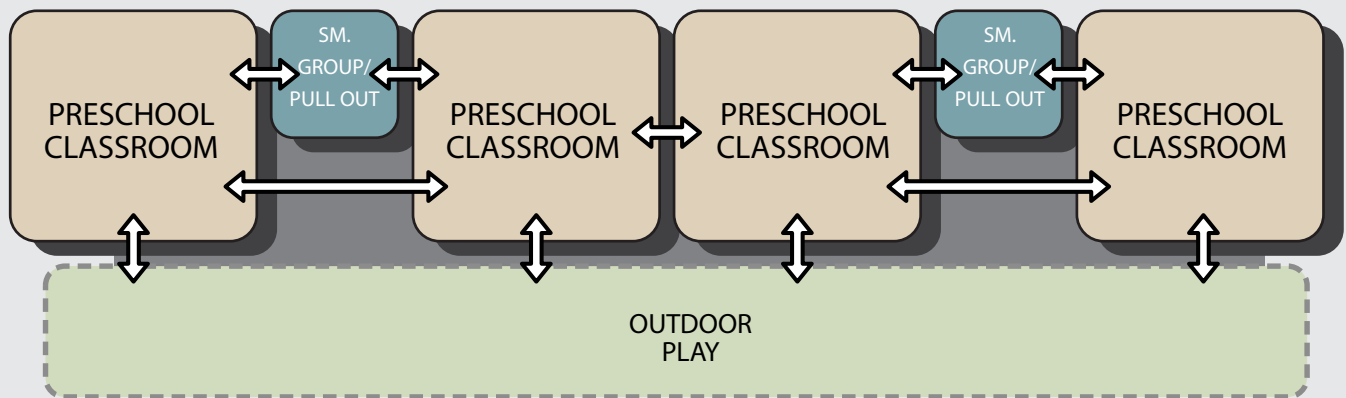 PRESCHOOL
CLASSROOM
SM.
GROUP/
PULL OUT
PRESCHOOL
CLASSROOM
PRESCHOOL
CLASSROOM
SM.
GROUP/
PULL OUT
PRESCHOOL
CLASSROOM
OUTDOOR
PLAY